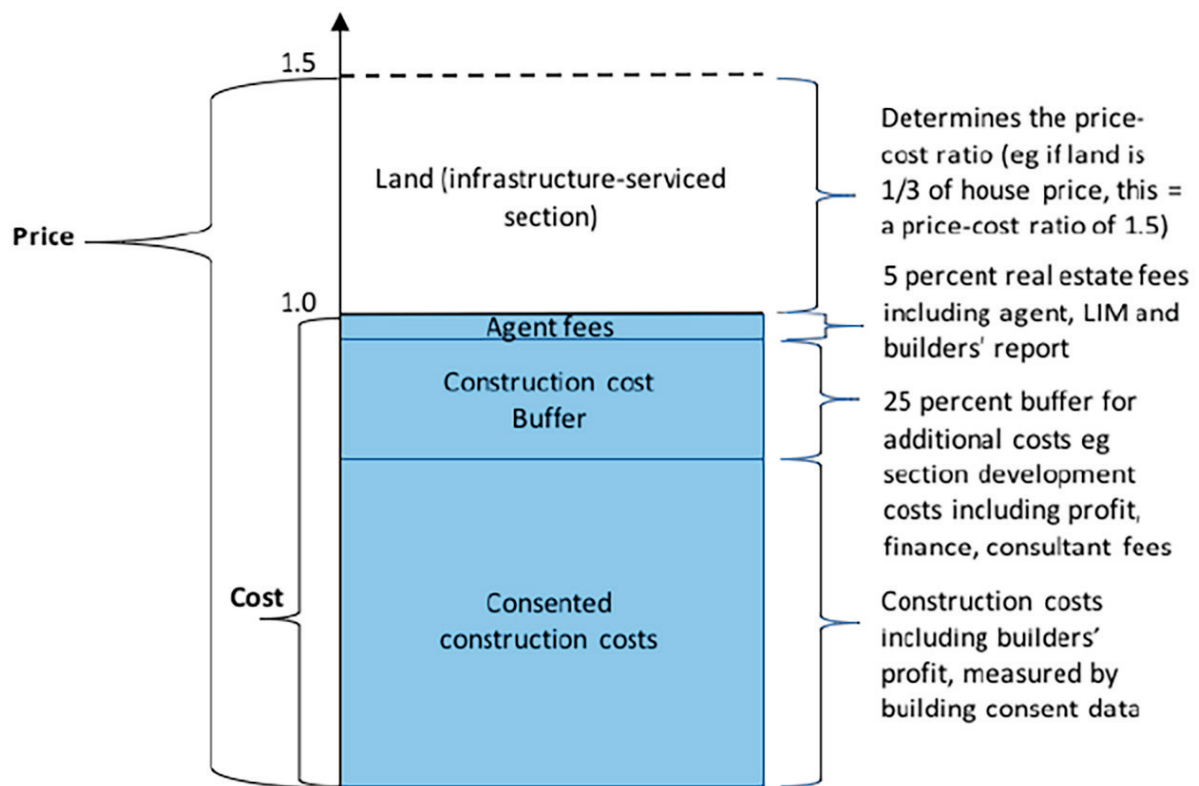 1.5
Land (infrastructure-serviced
section)
Price
1.0
Agent fees
Construction cost
Buffer
Cost
Consented
construction costs
Determines the price-
cost ratio (eg if land is
1/3 of house price, this =
a price-cost ratio of 1.5)
5 percent real estate fees
including agent, LIM and
builders' report
25 percent buffer for
additional costs eg
section development
costs including profit,
finance, consultant fees
Construction costs
including builders’
profit, measured by
building consent data